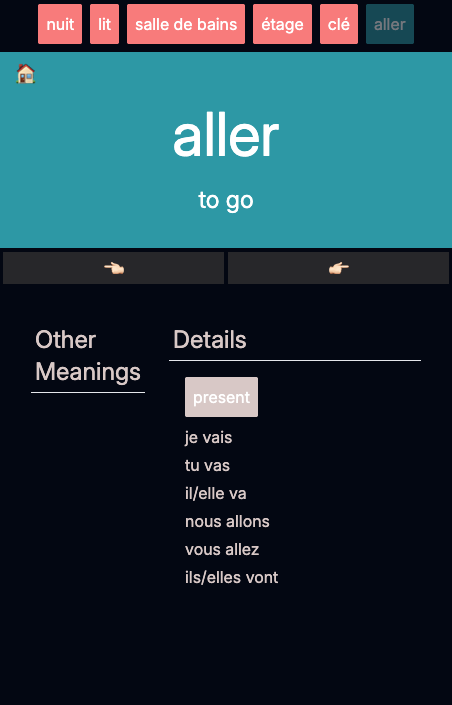 nuit lit salle de bains étage clé aller
aller
to go
Other
Meanings
Details
present
je vais
tu vas
il/elle va
nous allons
vous allez
ils/elles vont